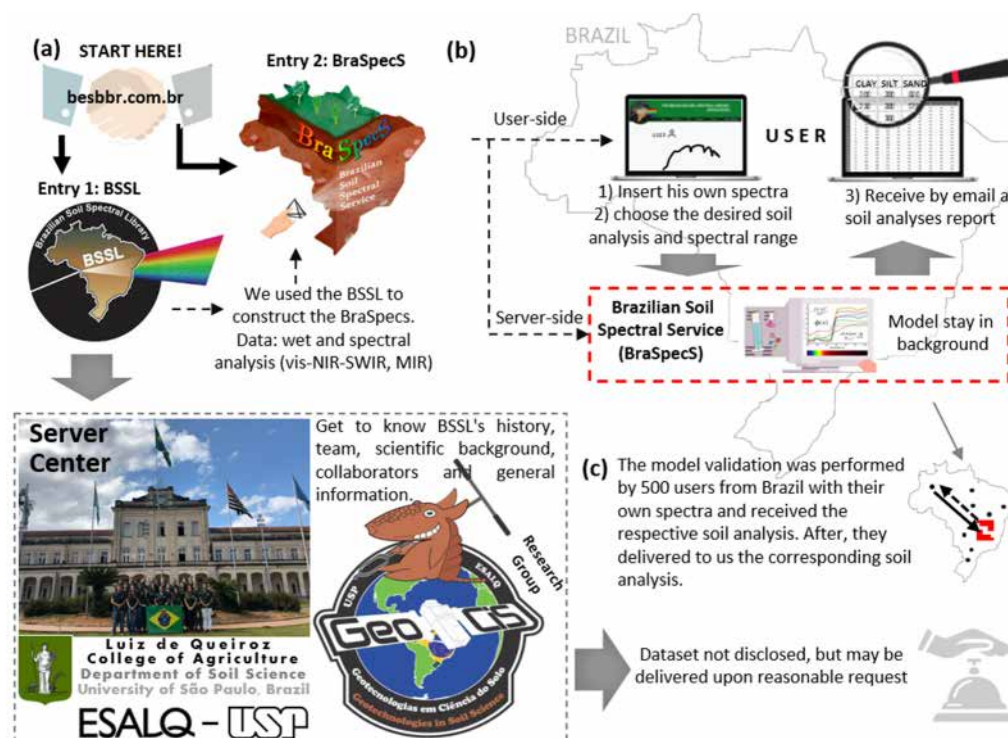 (a)
START HERE!
besbbr.com.br
Entry 1: BSSL
Brazilian Soil Spectral Library
BSSL
Entry 2: BraSpecS
BraSpecS
Brazilian
Soil
Spectral
Service
We used the BSSL to
construct the BraSpecs.
Data: wet and spectral
analysis (vis-NIR-SWIR, MIR)
(b)
BRAZIL
User-side
USER
USER
CLAY SILT SAND
1) Insert his own spectra
2) choose the desired soil
analysis and spectral range
3) Receive by email a
soil analyses report
Server-side
Brazilian Soil
Spectral Service
(BraSpecS)
Model stay in
background
Server
Center
Get to know BSSL's history,
team, scientific background,
collaborators and general
information.
Research
Group
USP
ESALQ
GeoCiS
Geotecnologias em Ciência do Solo
Geotechnologies in Soil Science
Luiz de Queiroz
College of Agriculture
Department of Soil Science
University of São Paulo, Brazil
ESALQ – USP
(c)
The model validation was performed
by 500 users from Brazil with their
own spectra and received the
respective soil analysis. After, they
delivered to us the corresponding soil
analysis.
Dataset not disclosed, but may be
delivered upon reasonable request